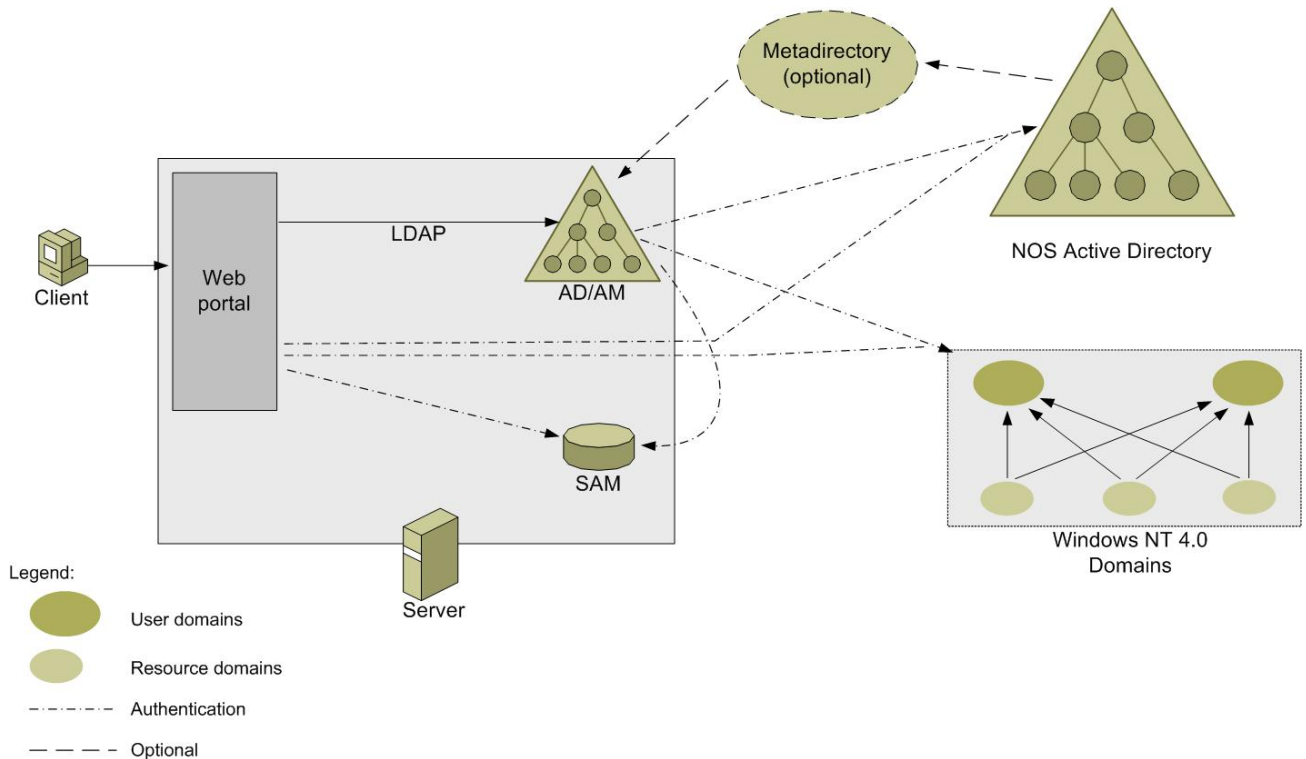 Metadirectory
(optional)
NOS Active Directory
LDAP
AD/AM
Web
portal
Client
SAM
Server
Windows NT 4.0
Domains
Legend:
User domains
Resource domains
Authentication
Optional